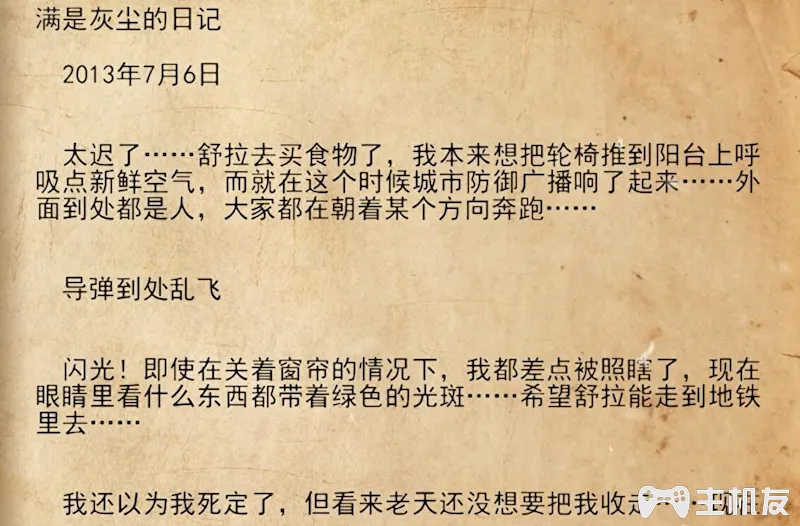 满是灰尘的日记
2013年7月6日
太迟了……舒拉去买食物了，我本来想把轮椅推到阳台上呼
吸点新鲜空气，而就在这个时候城市防御广播响了起来……外
面到处都是人，大家都在朝着某个方向奔跑……
导弹到处乱飞
闪光！即使在关着窗帘的情况下，我都差点被照瞎了，现在
眼睛里看什么东西都带着绿色的光斑……希望舒拉能走到地铁
里去……
我还以为我死定了，但看来老天还没想要把我收走……现在
主机友